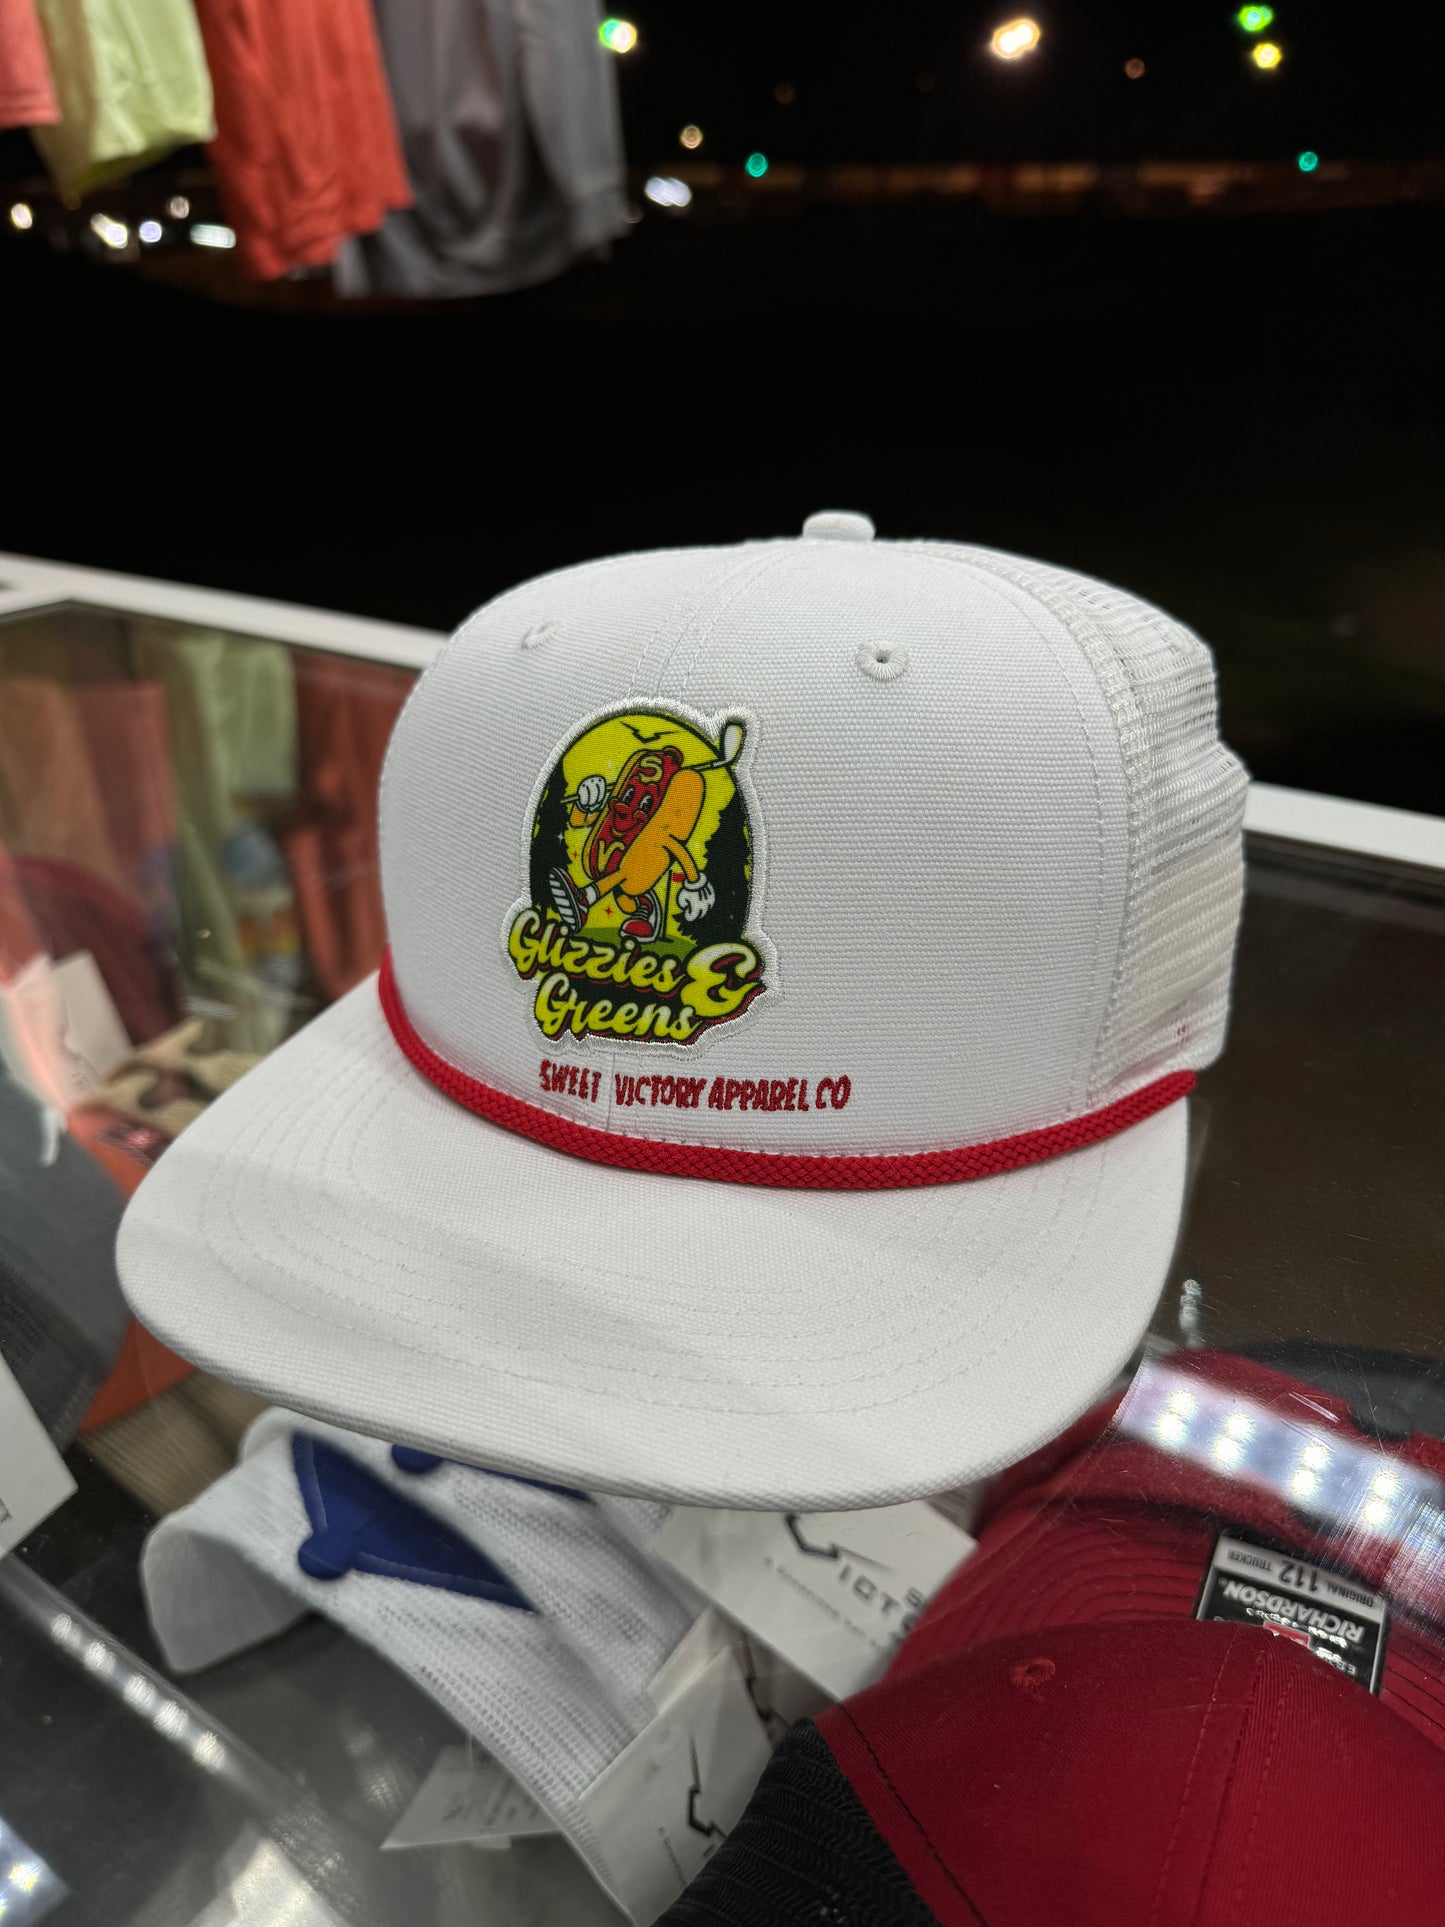 S
V
Glizzies &
Greens
SWEET VICTORY APPAREL CO
ORIGINAL 112 TRUCKER
RICHARDSON